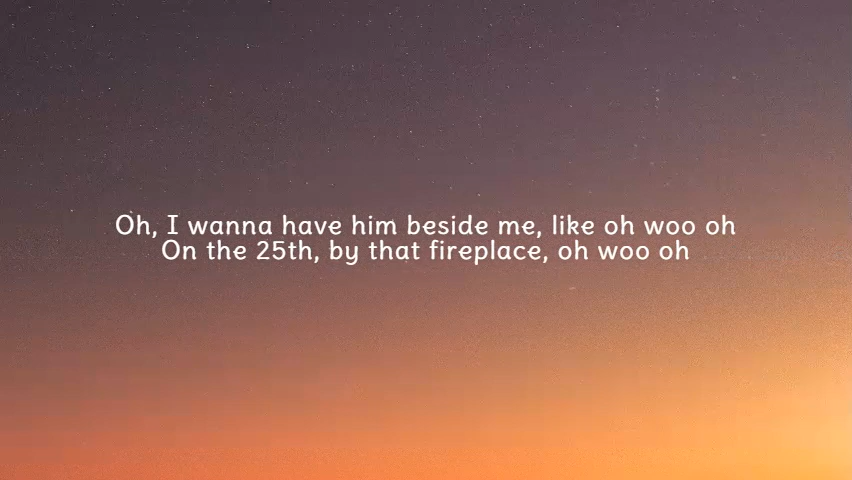 Oh, I wanna have him beside me, like oh woo oh
On the 25th, by that fireplace, oh woo oh